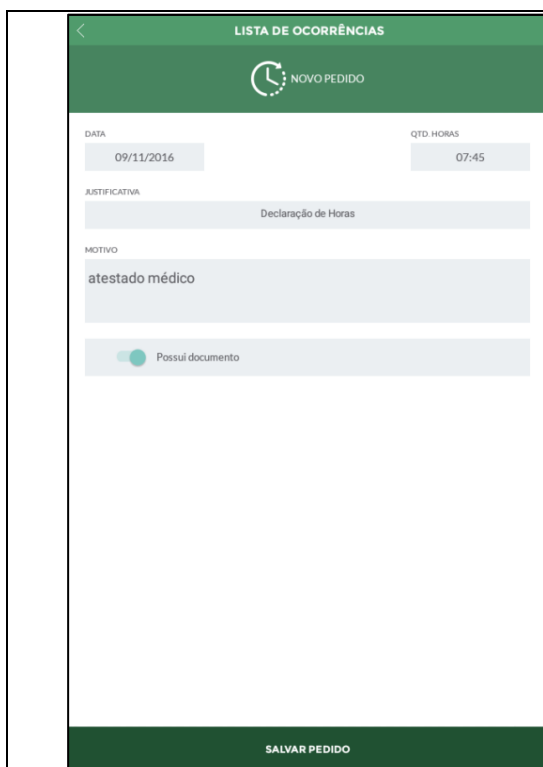 LISTA DE OCORRÊNCIAS
NOVO PEDIDO
DATA
QTD. HORAS
09/11/2016
07:45
JUSTIFICATIVA
Declaração de Horas
MOTIVO
atestado médico
Possui documento
SALVAR PEDIDO